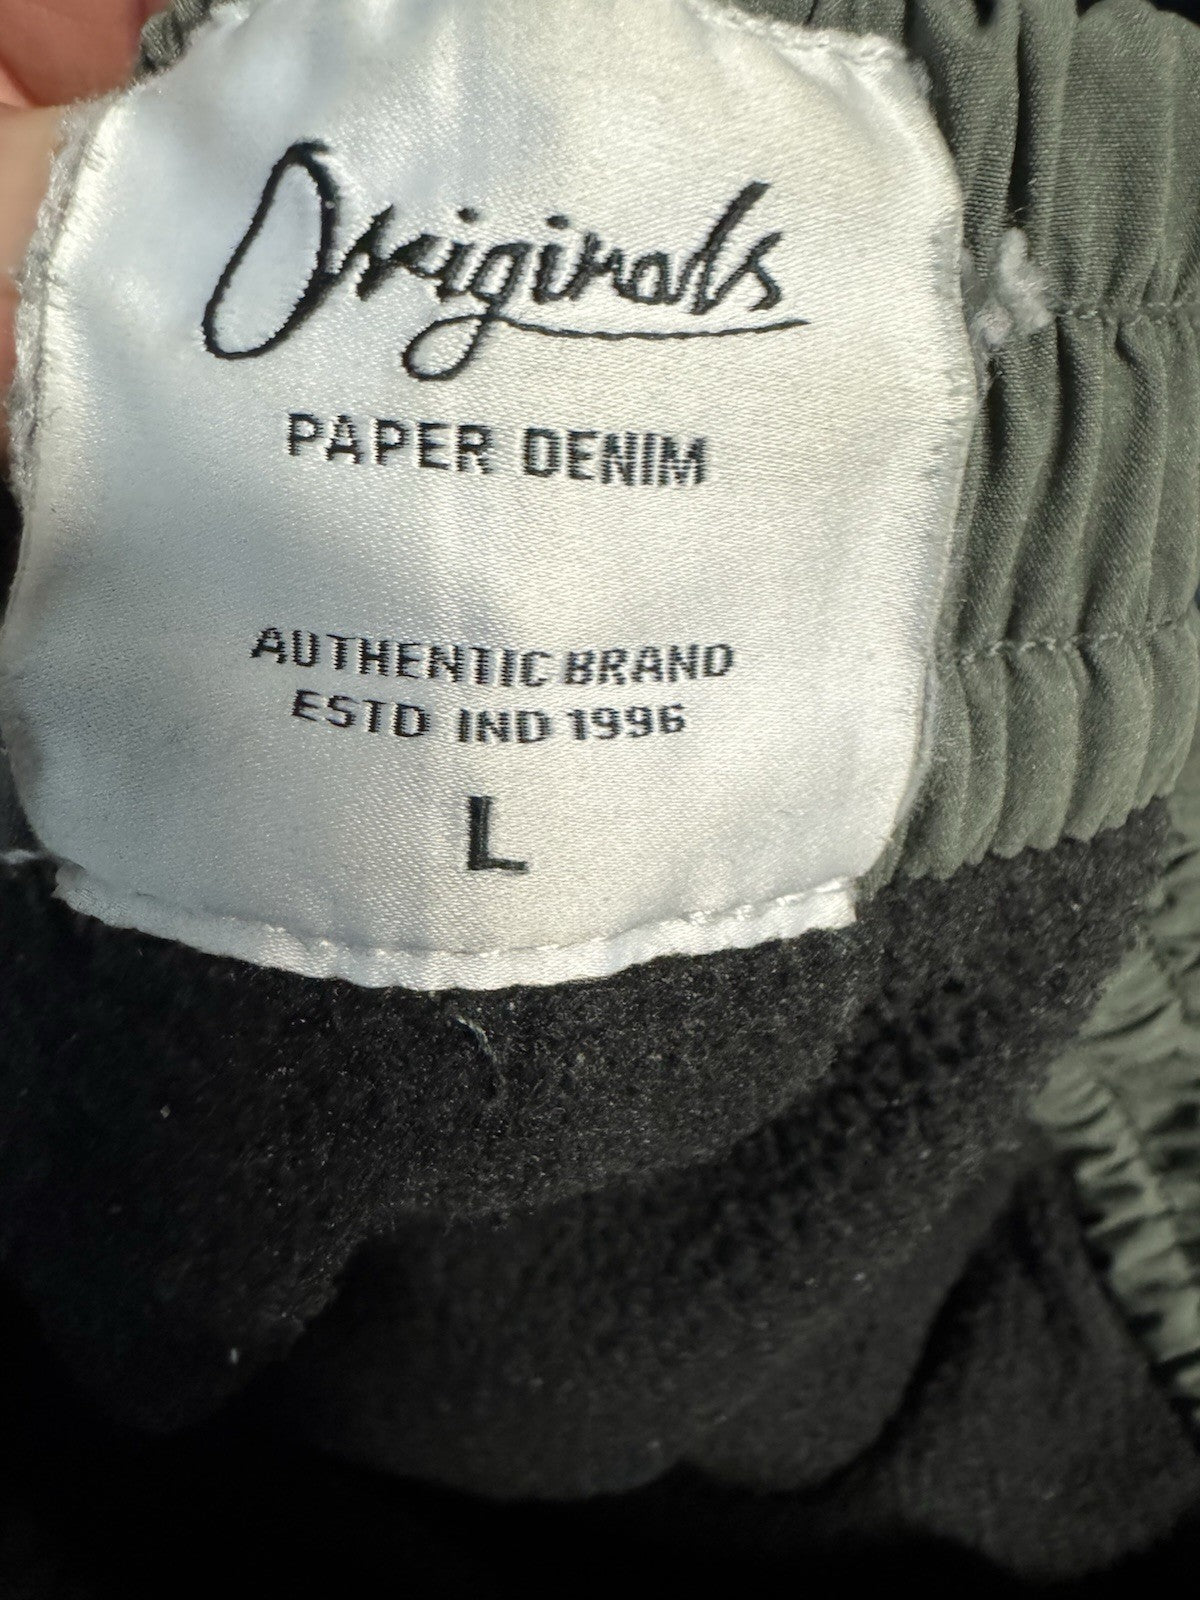 Originals
PAPER DENIM
AUTHENTIC BRAND
ESTD IND 1996
L